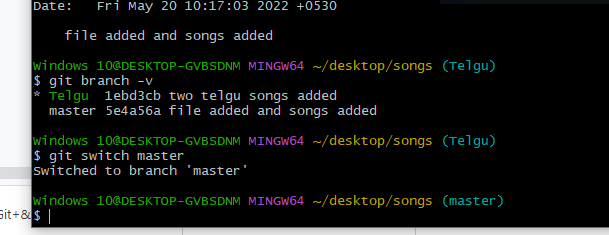 Date:   Fri May 20 10:17:03 2022 +0530
    file added and songs added
Windows 10@DESKTOP-GVBSDNM MINGW64 ~/desktop/songs (Telgu)
$ git branch -v
* Telgu  1ebd3cb two telgu songs added
  master 5e4a56a file added and songs added
Windows 10@DESKTOP-GVBSDNM MINGW64 ~/desktop/songs (Telgu)
$ git switch master
Switched to branch 'master'
Windows 10@DESKTOP-GVBSDNM MINGW64 ~/desktop/songs (master)
Git+&
$